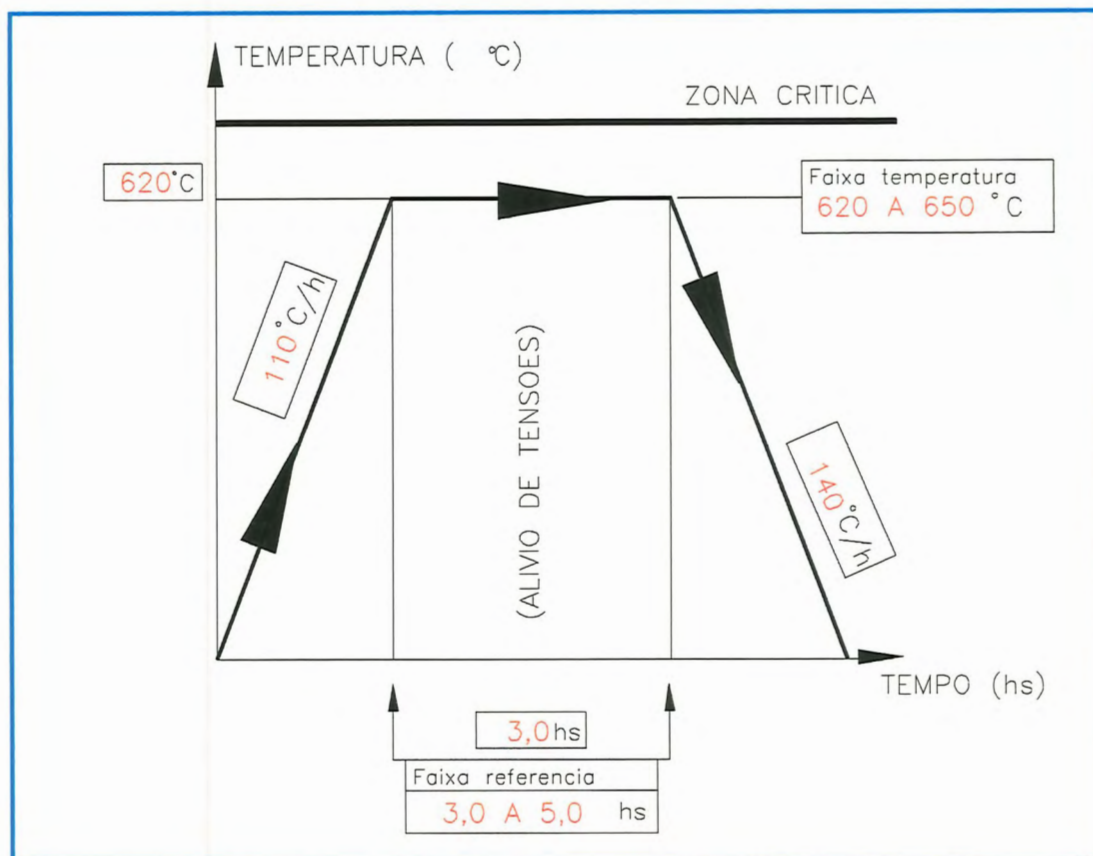 TEMPERATURA ( °C)
ZONA CRITICA
620°C
Faixa temperatura
620 A 650 °C
110°C/h
(ALIVIO DE TENSOES)
140°C/h
TEMPO (hs)
3,0hs
Faixa referencia
3,0 A 5,0 hs